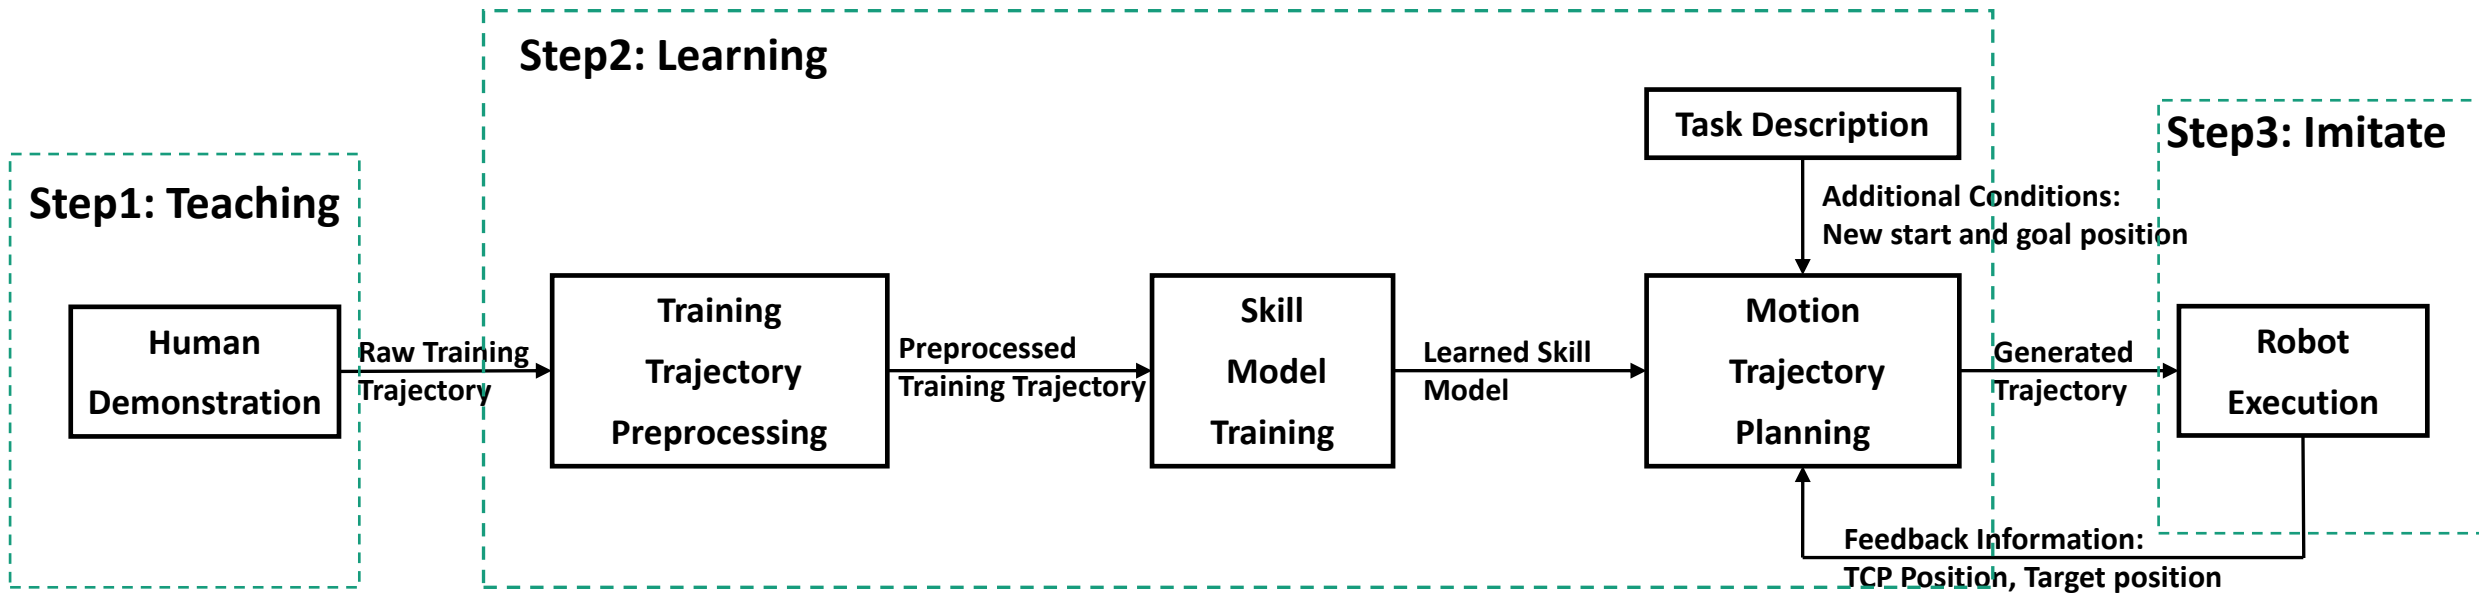 Step1: Teaching
Human
Demonstration
Raw Training
Trajectory
Step2: Learning
Training
Trajectory
Preprocessing
Preprocessed
Training Trajectory
Skill
Model
Training
Learned Skill
Model
Task Description
Additional Conditions:
New start and goal position
Motion
Trajectory
Planning
Generated
Trajectory
Step3: Imitate
Robot
Execution
Feedback Information:
TCP Position, Target position